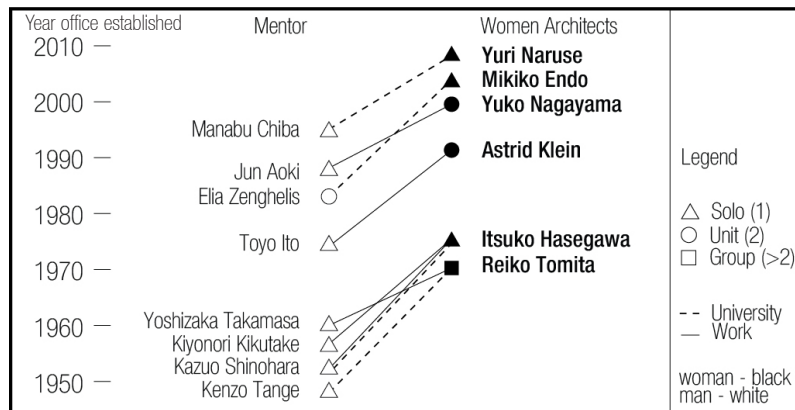 Year office established
Mentor
Women Architects
2010
2000
1990
1980
1970
1960
1950
Manabu Chiba
Jun Aoki
Elia Zenghelis
Toyo Ito
Yoshizaka Takamasa
Kiyonori Kikutake
Kazuo Shinohara
Kenzo Tange
Yuri Naruse
Mikiko Endo
Yuko Nagayama
Astrid Klein
Itsuko Hasegawa
Reiko Tomita
Legend
Solo (1)
Unit (2)
Group (>2)
University
Work
woman - black
man - white